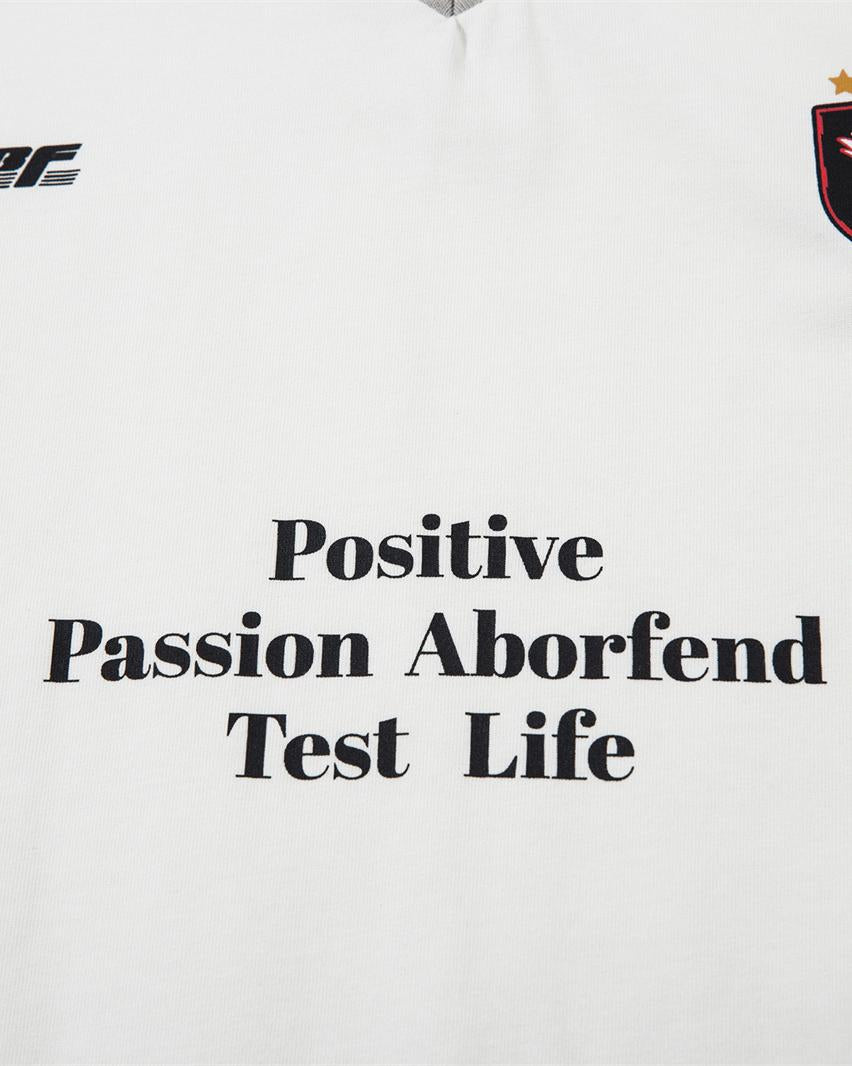 Positive
Passion Aborfend
Test Life